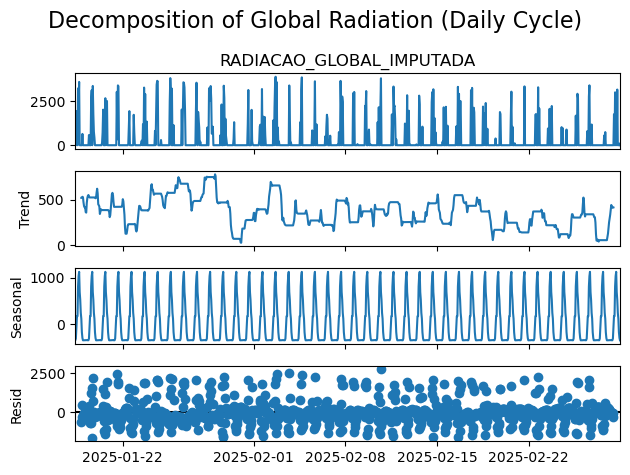 Decomposition of Global Radiation (Daily Cycle)
RADIACAO_GLOBAL_IMPUTADA
2500
0
Trend
500
0
Seasonal
1000
0
Resid
2500
0
2025-01-22
2025-02-01
2025-02-08
2025-02-15
2025-02-22